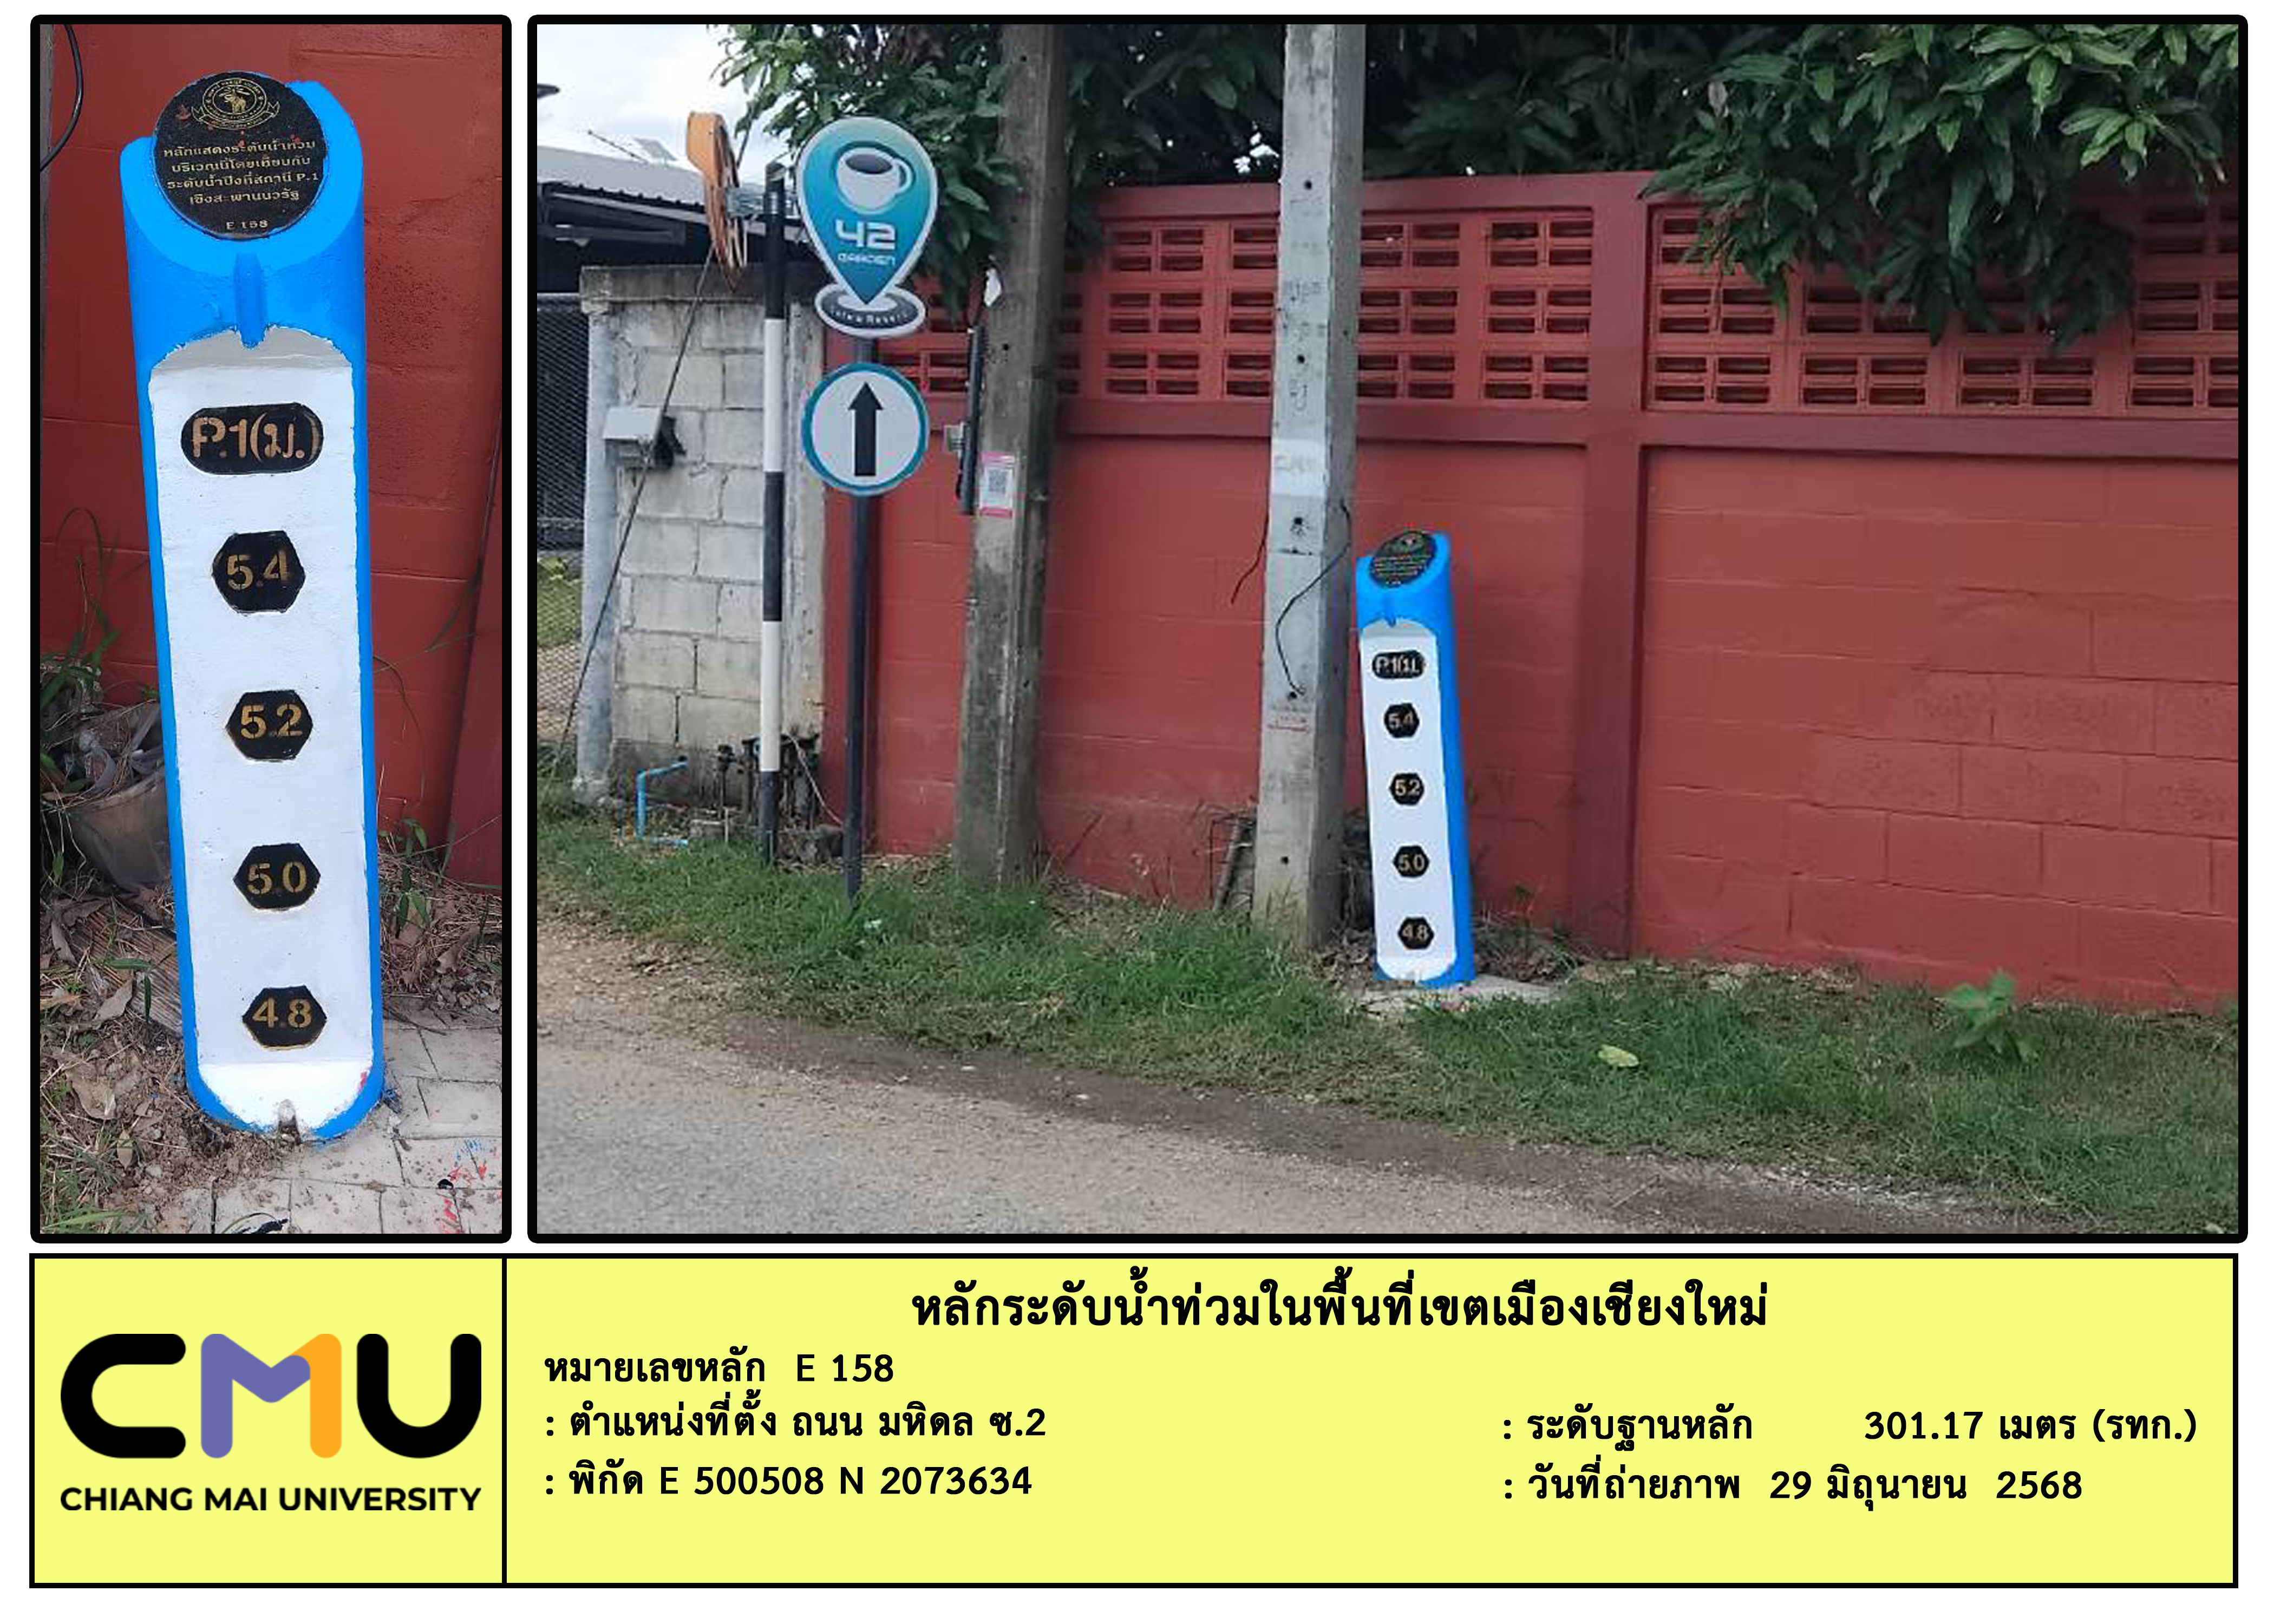 หลักแสดงระดับน้ำท่วม
บริเวณนี้โดยเทียบกับ
ระดับน้ำปิงที่สถานี P.1
เชิงสะพานนวรัฐ
E 158
P.1(ม.)
5.4
5.2
5.0
4.8
42
GARDEN
P.1(ม.
5.4
5.2
5.0
4.8
CMU
CHIANG MAI UNIVERSITY
หลักระดับน้ำท่วมในพื้นที่เขตเมืองเชียงใหม่
หมายเลขหลัก E 158
: ตำแหน่งที่ตั้ง ถนน มหิดล ซ.2
: ระดับฐานหลัก 301.17 เมตร (รทก.)
: พิกัด E 500508 N 2073634
: วันที่ถ่ายภาพ 29 มิถุนายน 2568